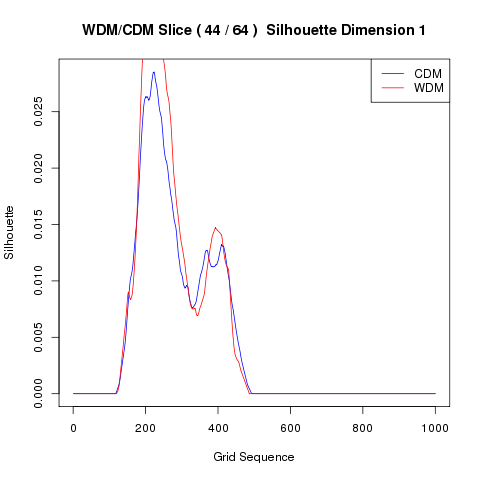 WDM/CDM Slice ( 44 / 64 )  Silhouette Dimension 1
CDM
WDM
Silhouette
0.025
0.020
0.015
0.010
0.005
0.000
0 200 400 600 800 1000
Grid Sequence